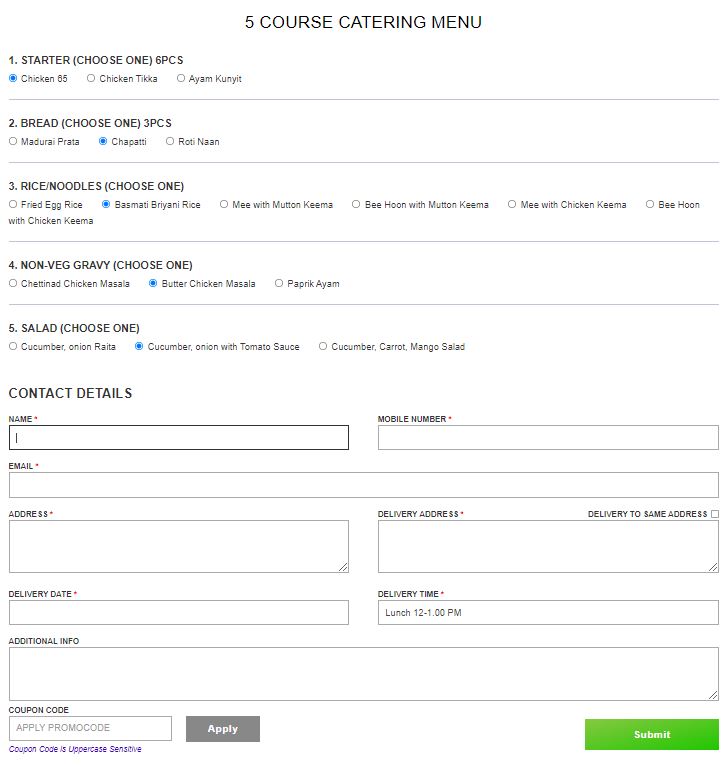 5 COURSE CATERING MENU
1. STARTER (CHOOSE ONE) 6PCS
Chicken 65 Chicken Tikka Ayam Kunyit
2. BREAD (CHOOSE ONE) 3PCS
Madurai Prata Chapatti Roti Naan
3. RICE/NOODLES (CHOOSE ONE)
Fried Egg Rice Basmati Briyani Rice Mee with Mutton Keema Bee Hoon with Mutton Keema Mee with Chicken Keema Bee Hoon
with Chicken Keema
4. NON-VEG GRAVY (CHOOSE ONE)
Chettinad Chicken Masala Butter Chicken Masala Paprik Ayam
5. SALAD (CHOOSE ONE)
Cucumber, onion Raita Cucumber, onion with Tomato Sauce Cucumber, Carrot, Mango Salad
CONTACT DETAILS
NAME * MOBILE NUMBER *
EMAIL *
ADDRESS * DELIVERY ADDRESS * DELIVERY TO SAME ADDRESS
DELIVERY DATE * DELIVERY TIME *
Lunch 12-1.00 PM
ADDITIONAL INFO
COUPON CODE
APPLY PROMOCODE Apply Submit
Coupon Code is Uppercase Sensitive